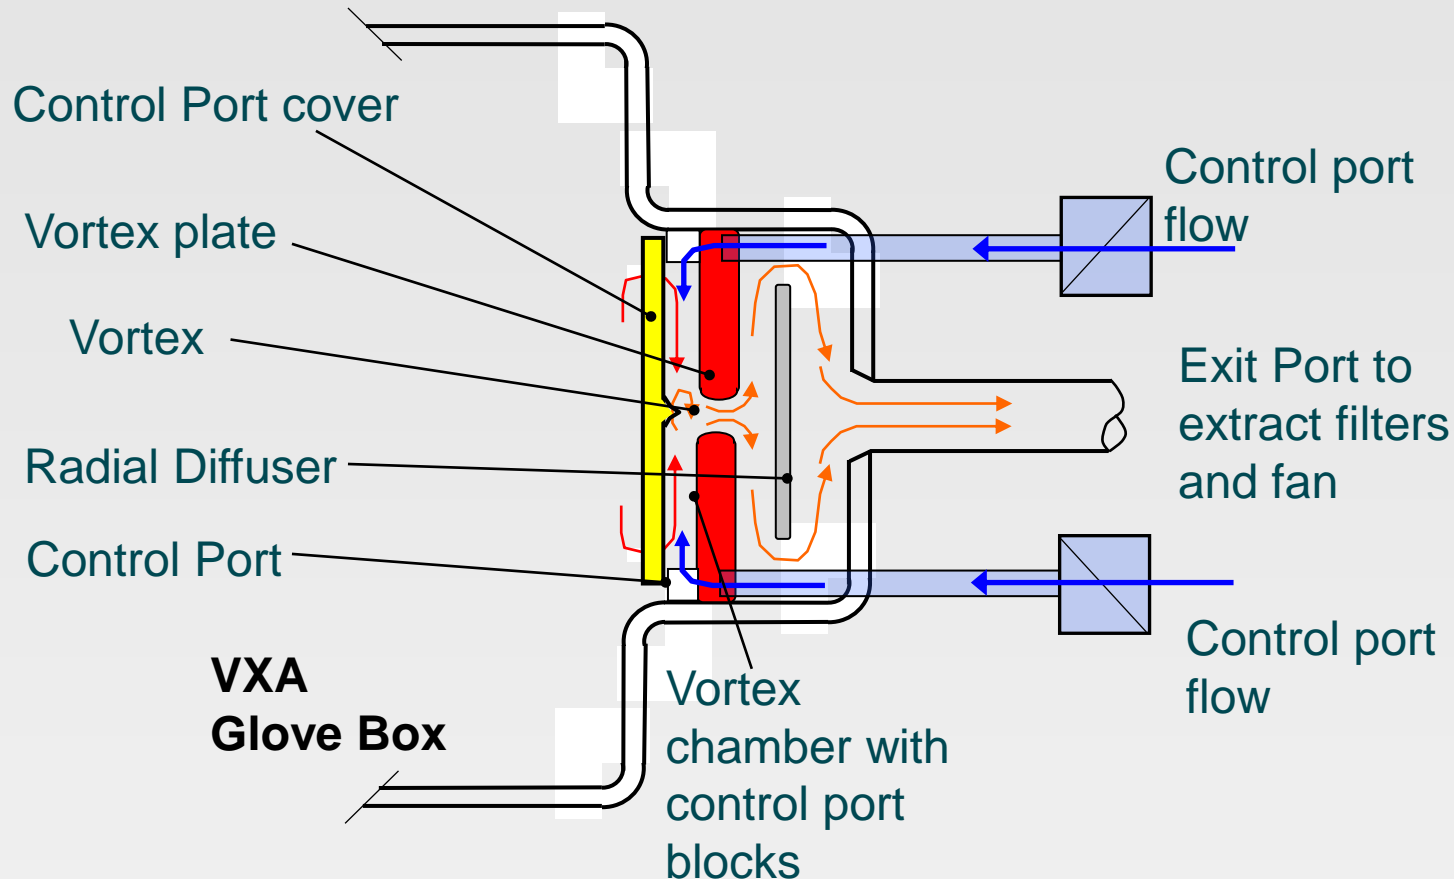 Control Port cover
Vortex plate
Vortex
Radial Diffuser
Control Port
VXA
Glove Box
Vortex
chamber with
control port
blocks
Control port
flow
Exit Port to
extract filters
and fan
Control port
flow